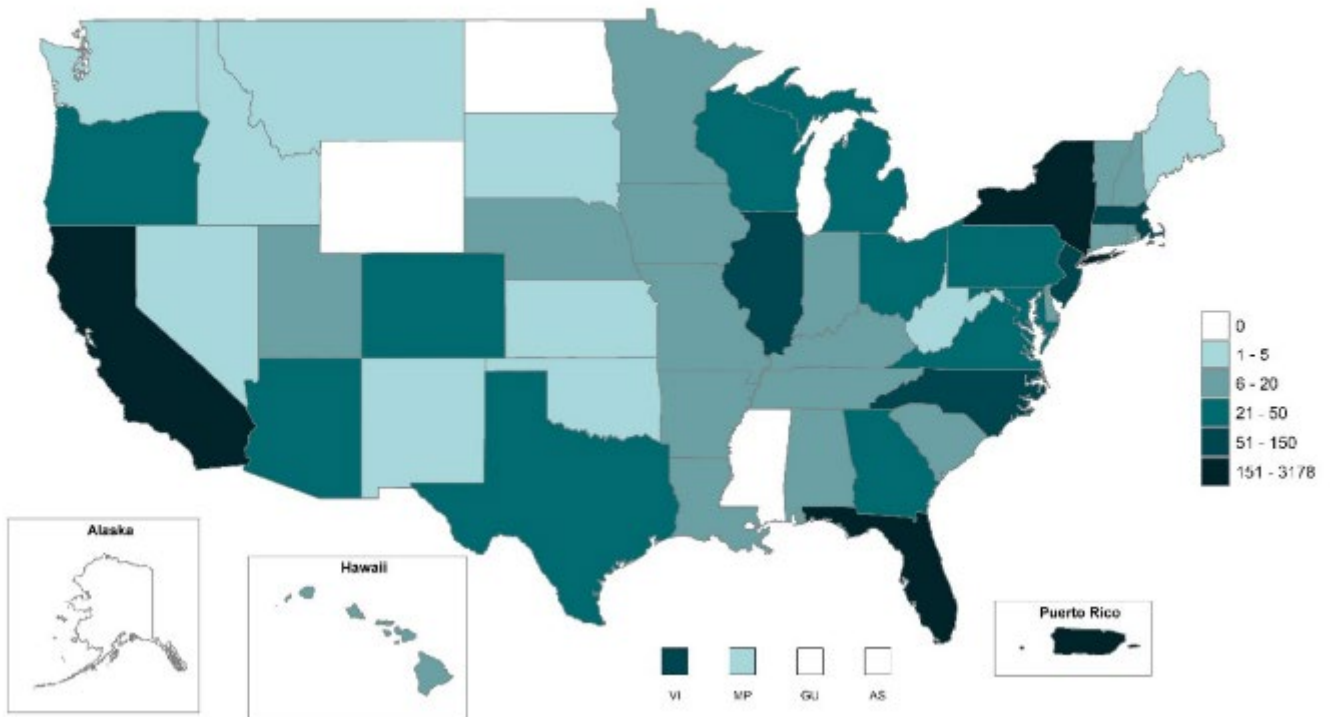 0
1 - 5
6 - 20
21 - 50
51 - 150
151 - 3178
Alaska
Hawaii
Puerto Rico
VI
MP
GU
AS